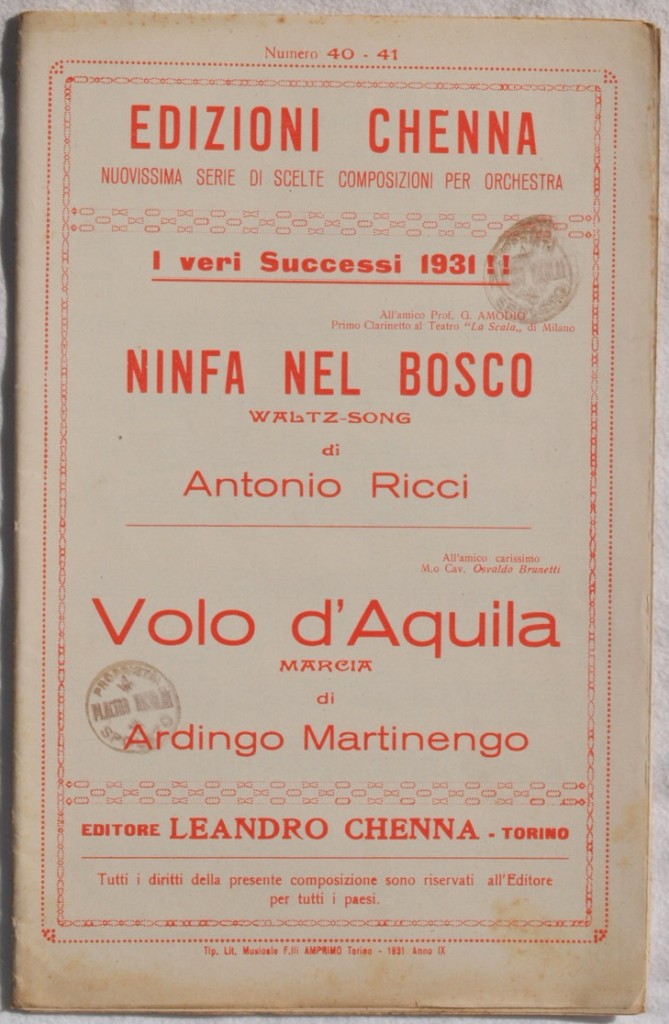 Numero 40 - 41
EDIZIONI CHENNA
NUOVISSIMA SERIE DI SCELTE COMPOSIZIONI PER ORCHESTRA
I veri Successi 1931 !!
All'amico Prof. G. AMODIO
Primo Clarinetto al Teatro "La Scala„ di Milano
NINFA NEL BOSCO
WALTZ-SONG
di
Antonio Ricci
All'amico carissimo
M.o Cav. Osvaldo Brunetti
Volo d'Aquila
MARCIA
di
Ardingo Martinengo
EDITORE LEANDRO CHENNA - TORINO
Tutti i diritti della presente composizione sono riservati all'Editore
per tutti i paesi.
Tip. Lit. Musicale F.lli AMPRIMO Torino - 1931 Anno IX